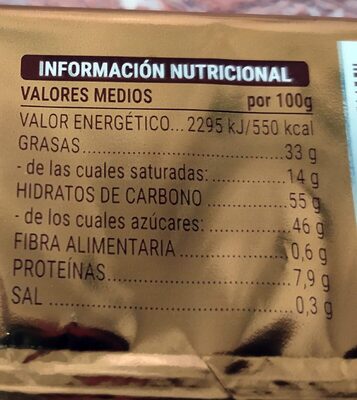 INFORMACIÓN NUTRICIONAL
VALORES MEDIOS por 100g
VALOR ENERGÉTICO...2295 kJ/550 kcal
GRASAS..........33 g
- de las cuales saturadas:..........14 g
HIDRATOS DE CARBONO..........55 g
- de los cuales azúcares:..........46 g
FIBRA ALIMENTARIA..........0,6 g
PROTEÍNAS..........7,9 g
SAL..........0,3 g